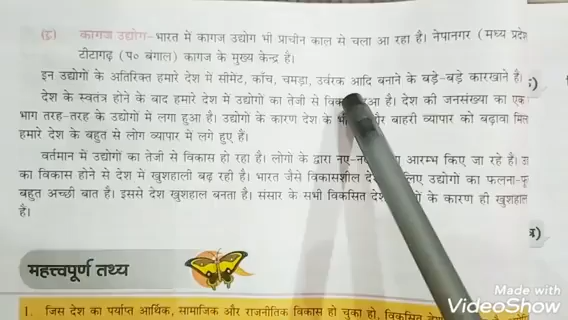 (ट) कागज उद्योग-भारत में कागज उद्योग भी प्राचीन काल से चला आ रहा है। नेपानगर (मध्य प्रदेश
टीटागढ़ (प० बंगाल) कागज के मुख्य केन्द्र है।
इन उद्योगों के अतिरिक्त हमारे देश में सीमेंट, काँच, चमड़ा, उर्वरक आदि बनाने के बड़े-बड़े कारखाने है।
देश के स्वतंत्र होने के बाद हमारे देश में उद्योगों का तेजी से हुआ है। देश की जनसंख्या का एक
भाग तरह-तरह के उद्योगों में लगा हुआ है। उद्योगों के कारण देश के बाहरी व्यापार को बढ़ावा
हमारे देश के बहुत से लोग व्यापार में लगे हुए हैं।
वर्तमान में उद्योगों का तेजी से विकास हो रहा है। लोगो के द्वारा आरम्भ किए जा रहे है।
का विकास होने से देश में खुशहाली बढ़ रही है। भारत जैसे विकासशील उद्योगों का
बहुत अच्छी बात है। इससे देश खुशहाल बनता है। संसार के सभी विकसित के कारण ही खुशहाल
है।
महत्त्वपूर्ण तथ्य
1. जिस देश का पर्याप्त आर्थिक, सामाजिक और राजनीतिक विकास हो चुका हो, विकसित
Made with
VideoShow